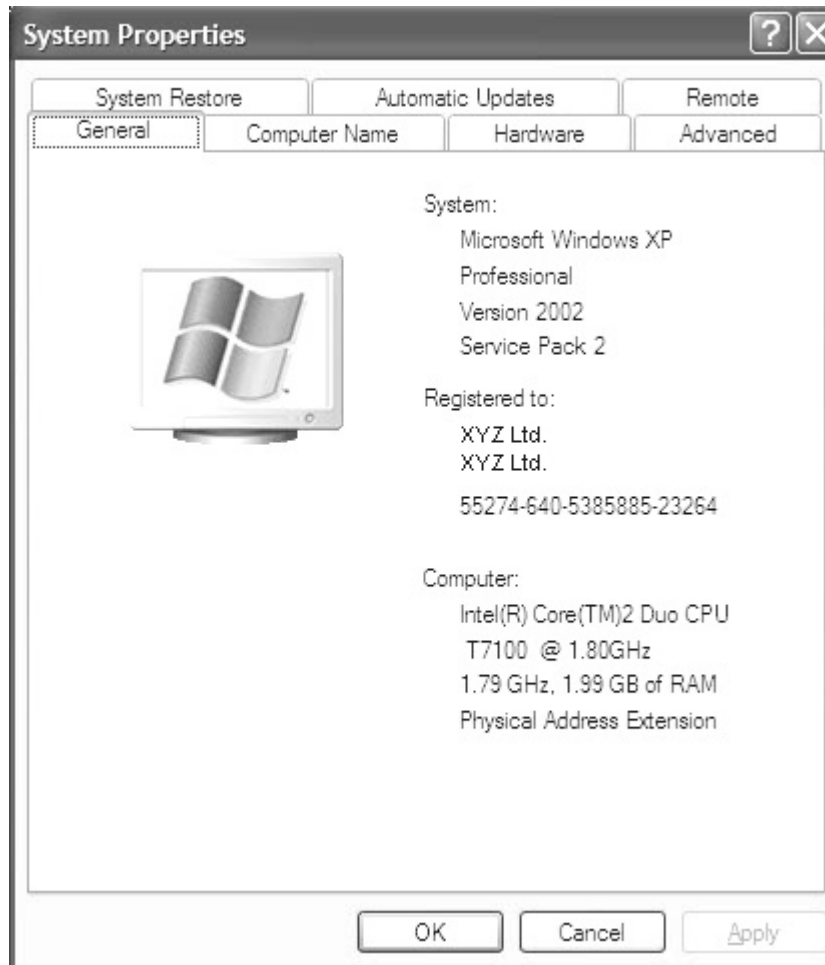 System Properties
System Restore Automatic Updates Remote
General Computer Name Hardware Advanced
System:
Microsoft Windows XP
Professional
Version 2002
Service Pack 2
Registered to:
XYZ Ltd.
XYZ Ltd.
55274-640-5385885-23264
Computer:
Intel(R) Core(TM)2 Duo CPU
T7100 @ 1.80GHz
1.79 GHz, 1.99 GB of RAM
Physical Address Extension
OK Cancel Apply